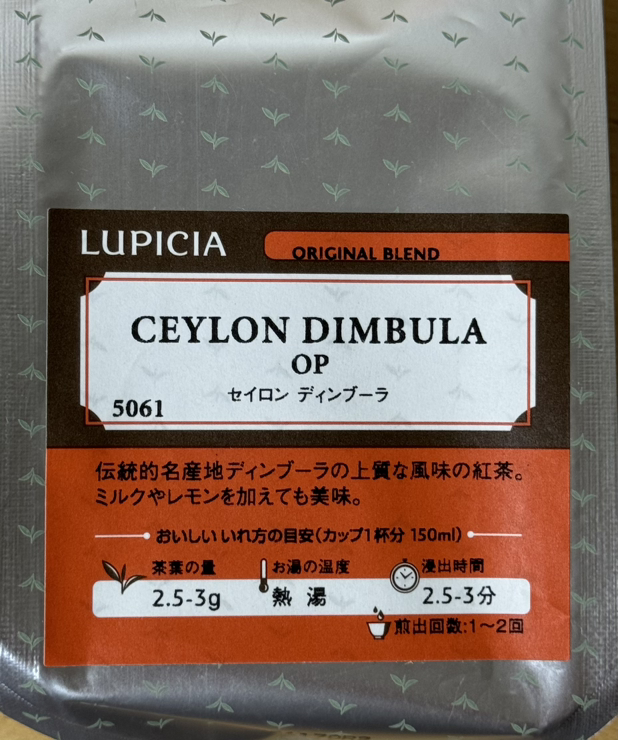 LUPICIA
ORIGINAL BLEND
CEYLON DIMBULA
OP
セイロン ディンブーラ
5061
伝統的名産地ディンブーラの上質な風味の紅茶。
ミルクやレモンを加えても美味。
おいしい いれ方の目安(カップ1杯分 150ml)
茶葉の量 お湯の温度 浸出時間
2.5-3g 熱湯 2.5-3分
煎出回数:1〜2回